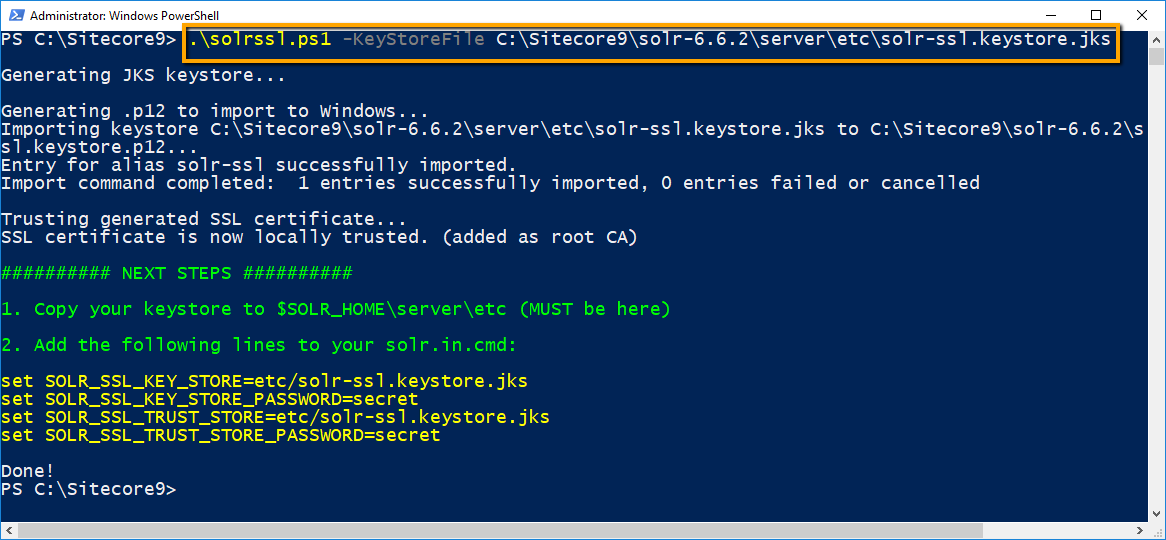 Administrator: Windows PowerShell
PS C:\Sitecore9> .\solrssl.ps1 -KeyStoreFile C:\Sitecore9\solr-6.6.2\server\etc\solr-ssl.keystore.jks
Generating JKS keystore...
Generating .p12 to import to Windows...
Importing keystore C:\Sitecore9\solr-6.6.2\server\etc\solr-ssl.keystore.jks to C:\Sitecore9\solr-6.6.2\s
sl.keystore.p12...
Entry for alias solr-ssl successfully imported.
Import command completed:  1 entries successfully imported, 0 entries failed or cancelled
Trusting generated SSL certificate...
SSL certificate is now locally trusted. (added as root CA)
########## NEXT STEPS ##########
1. Copy your keystore to $SOLR_HOME\server\etc (MUST be here)
2. Add the following lines to your solr.in.cmd:
set SOLR_SSL_KEY_STORE=etc/solr-ssl.keystore.jks
set SOLR_SSL_KEY_STORE_PASSWORD=secret
set SOLR_SSL_TRUST_STORE=etc/solr-ssl.keystore.jks
set SOLR_SSL_TRUST_STORE_PASSWORD=secret
Done!
PS C:\Sitecore9>